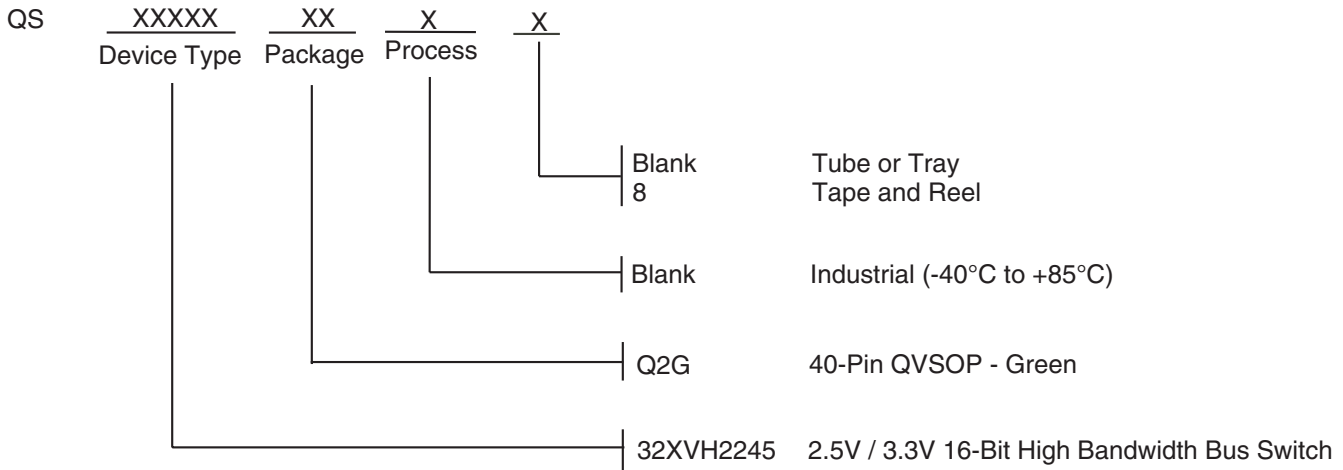 QS XXXXX XX X X
Device Type Package Process
Blank Tube or Tray
8 Tape and Reel
Blank Industrial (-40°C to +85°C)
Q2G 40-Pin QVSOP - Green
32XVH2245 2.5V / 3.3V 16-Bit High Bandwidth Bus Switch